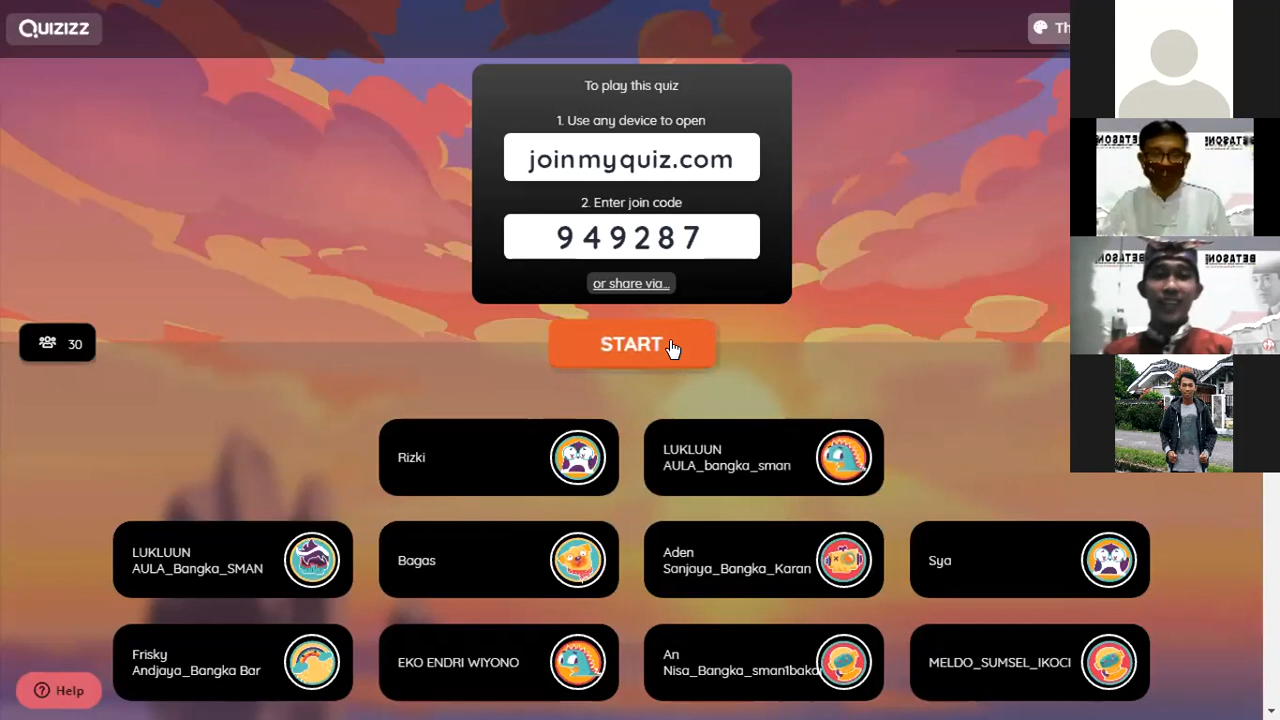 Quizizz
Th
To play this quiz
1. Use any device to open
joinmyquiz.com
2. Enter join code
949287
or share via...
30
START
Rizki
LUKLUUN
AULA_bangka_sman
LUKLUUN
AULA_Bangka_SMAN
Bagas
Aden
Sanjaya_Bangka_Karan
Sya
Frisky
Andjaya_Bangka Bar
EKO ENDRI WIYONO
An
Nisa_Bangka_sman1baka
MELDO_SUMSEL_IKOCI
Help